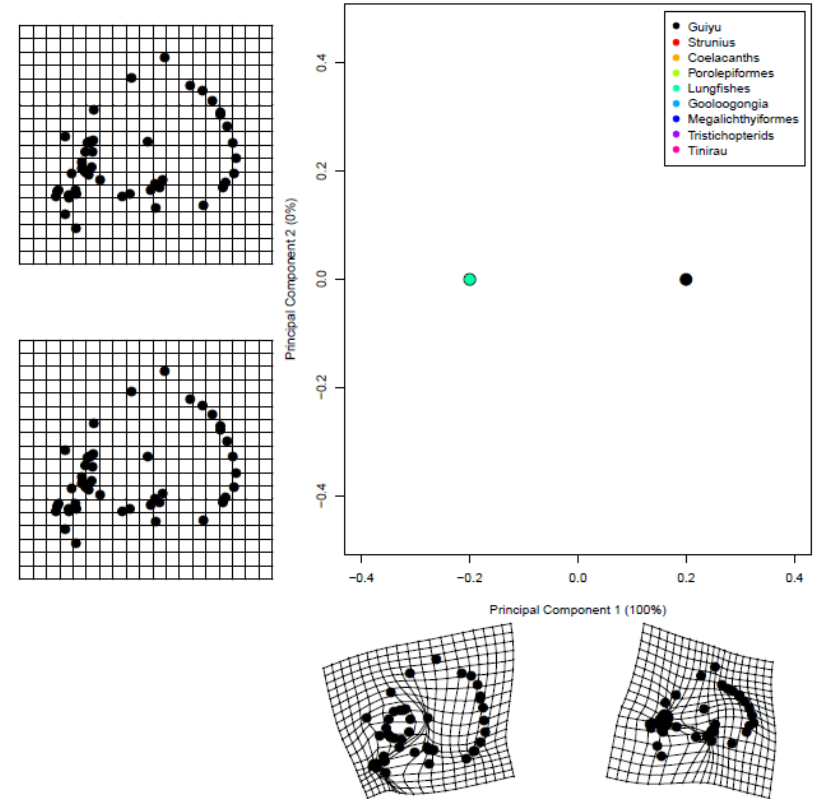 Guiyu
Strunius
Coelacanths
Porolepiformes
Lungfishes
Gooloogongia
Megalichthyiformes
Tristichopterids
Tinirau
Principal Component 2 (0%)
0.4
0.2
0.0
−0.2
−0.4
−0.4 −0.2 0.0 0.2 0.4
Principal Component 1 (100%)